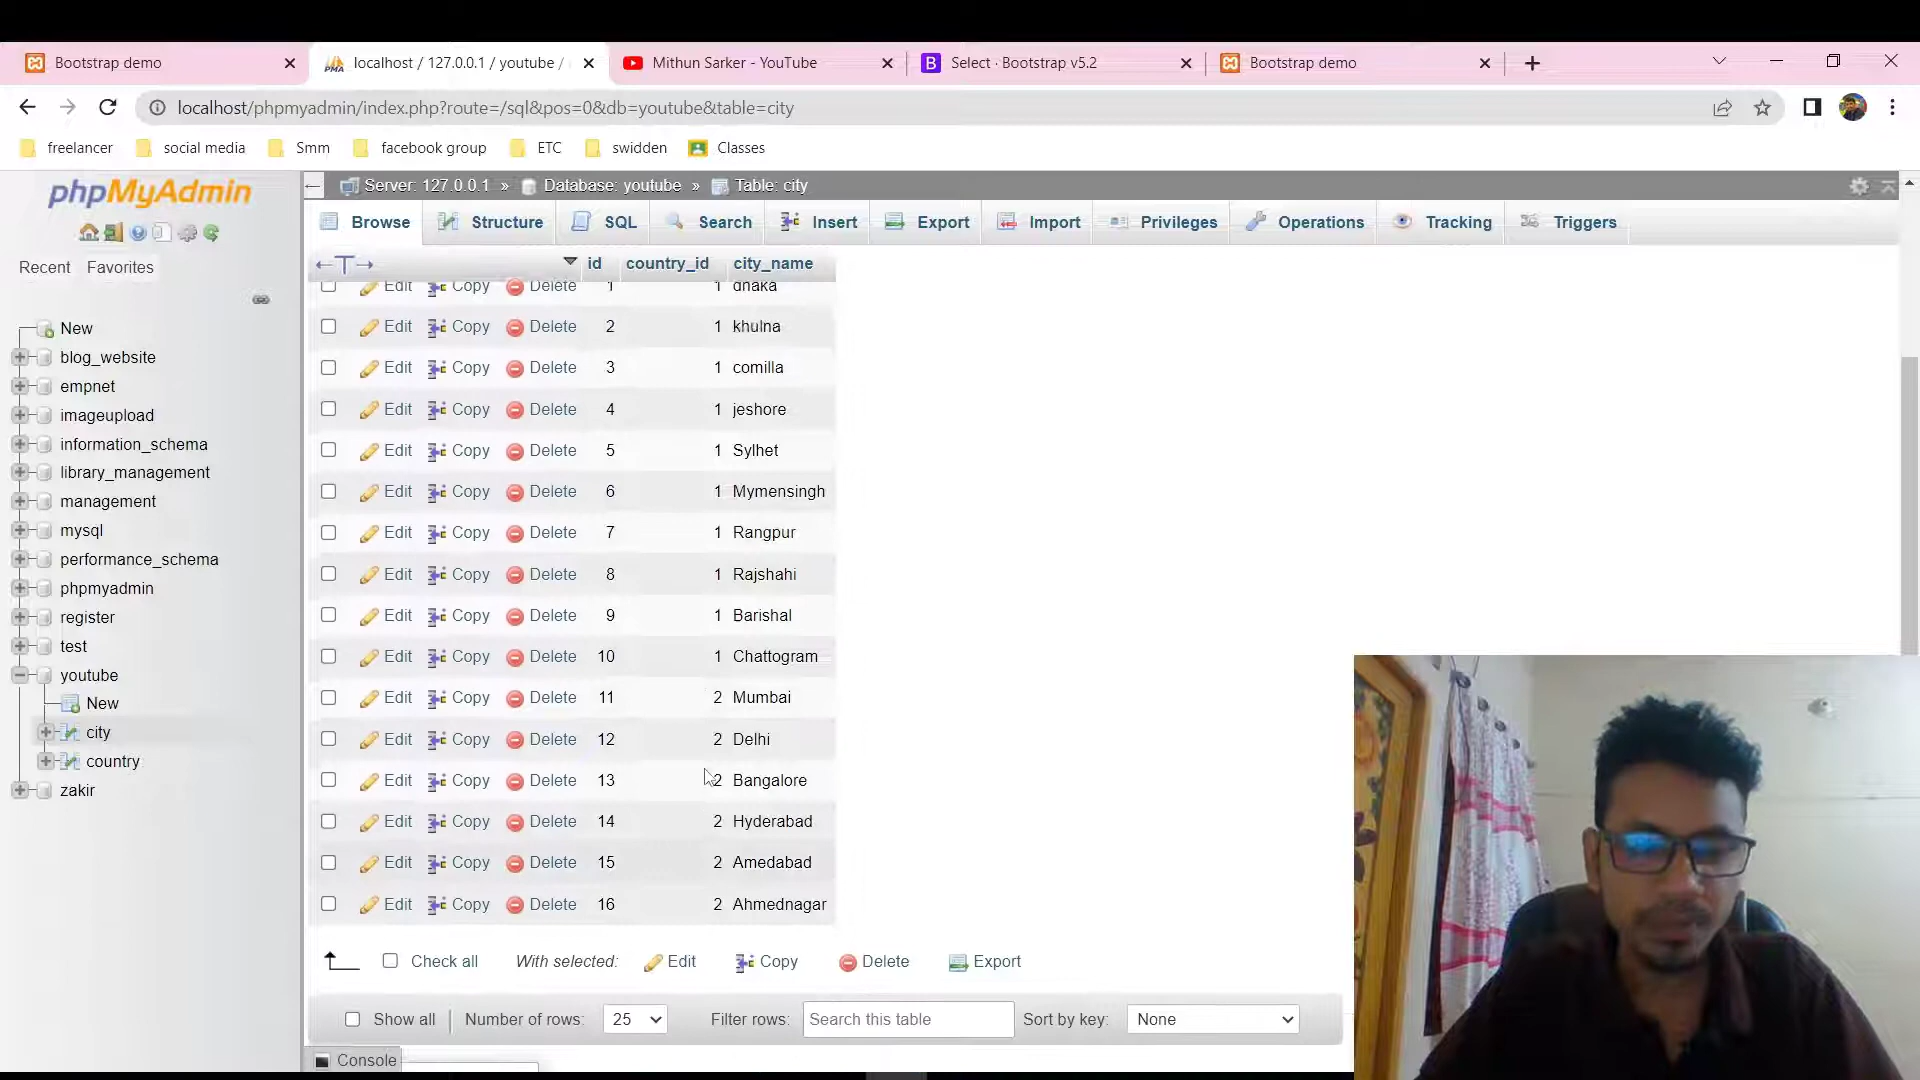 Bootstrap demo
localhost / 127.0.0.1 / youtube /
Mithun Sarker - YouTube
Select · Bootstrap v5.2
Bootstrap demo
localhost/phpmyadmin/index.php?route=/sql&pos=0&db=youtube&table=city
freelancer social media Smm facebook group ETC swidden Classes
phpMyAdmin
Recent Favorites
New
blog_website
empnet
imageupload
information_schema
library_management
management
mysql
performance_schema
phpmyadmin
register
test
youtube
New
city
country
zakir
Server: 127.0.0.1 » Database: youtube » Table: city
Browse Structure SQL Search Insert Export Import Privileges Operations Tracking Triggers
id country_id city_name
Edit Copy Delete 1 1 dhaka
Edit Copy Delete 2 1 khulna
Edit Copy Delete 3 1 comilla
Edit Copy Delete 4 1 jeshore
Edit Copy Delete 5 1 Sylhet
Edit Copy Delete 6 1 Mymensingh
Edit Copy Delete 7 1 Rangpur
Edit Copy Delete 8 1 Rajshahi
Edit Copy Delete 9 1 Barishal
Edit Copy Delete 10 1 Chattogram
Edit Copy Delete 11 2 Mumbai
Edit Copy Delete 12 2 Delhi
Edit Copy Delete 13 2 Bangalore
Edit Copy Delete 14 2 Hyderabad
Edit Copy Delete 15 2 Amedabad
Edit Copy Delete 16 2 Ahmednagar
Check all With selected: Edit Copy Delete Export
Show all Number of rows: 25 Filter rows: Search this table Sort by key: None
Console